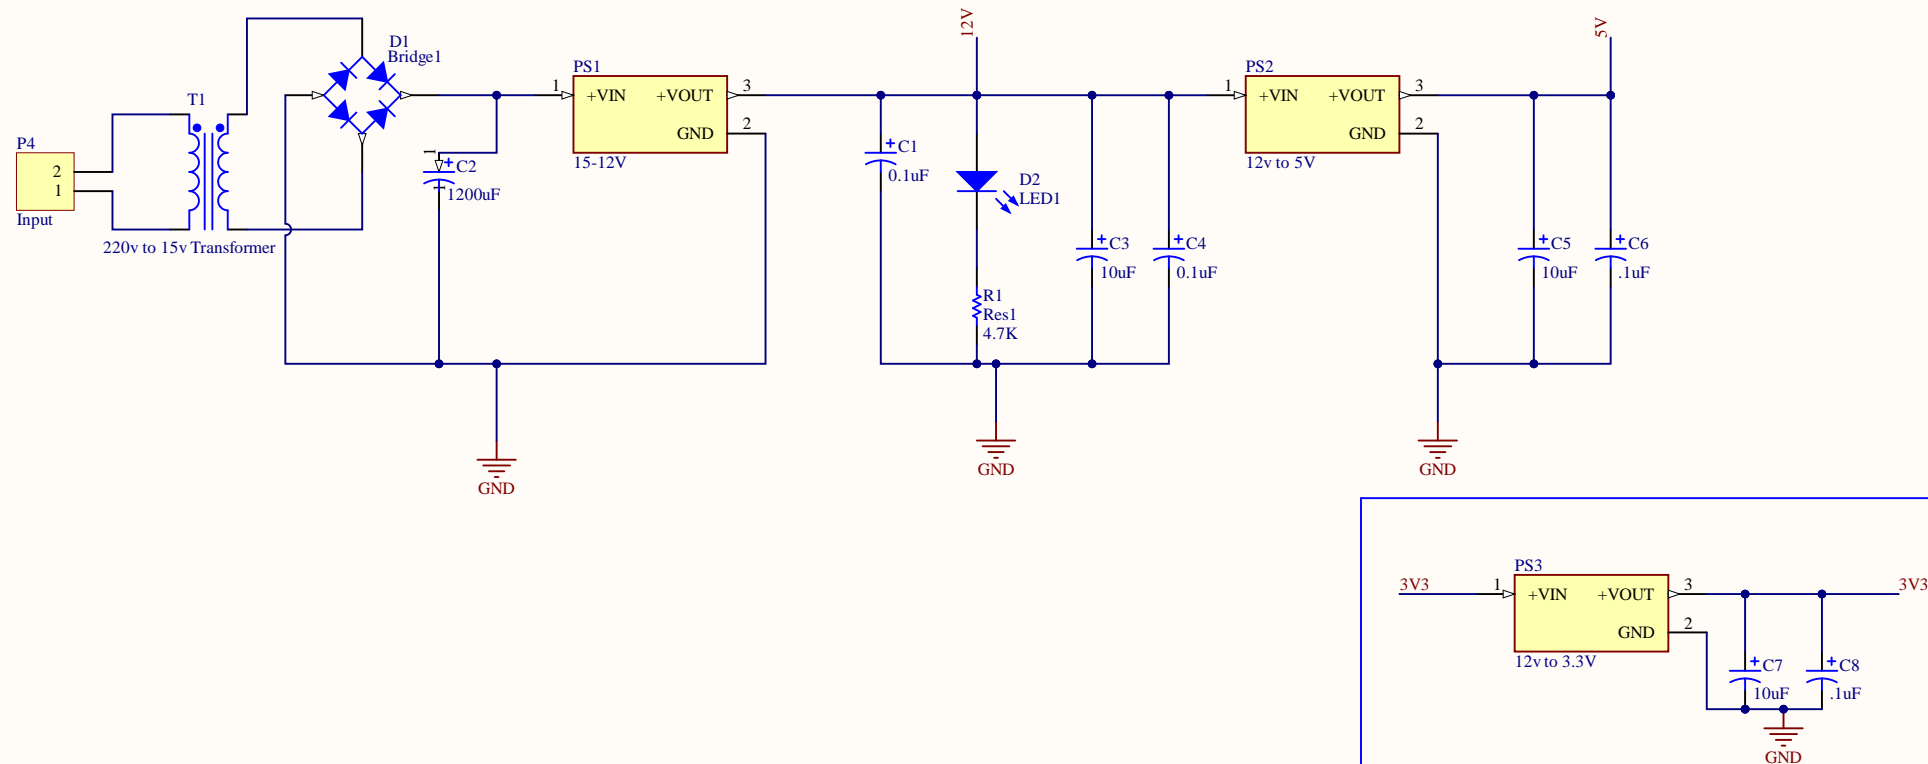 12V
5V
D1
Bridge1
PS1
PS2
1
3
1
3
+VIN
+VOUT
+VIN
+VOUT
T1
2
2
GND
GND
P4
15-12V
12v to 5V
1
2
1
C2
1
1200uF
C1
0.1uF
D2
LED1
Input
220v to 15v Transformer
C3
10uF
C4
0.1uF
C5
10uF
C6
.1uF
R1
Res1
4.7K
GND
GND
GND
PS3
3V3
1
3
3V3
+VIN
+VOUT
2
GND
12v to 3.3V
C7
10uF
C8
.1uF
GND